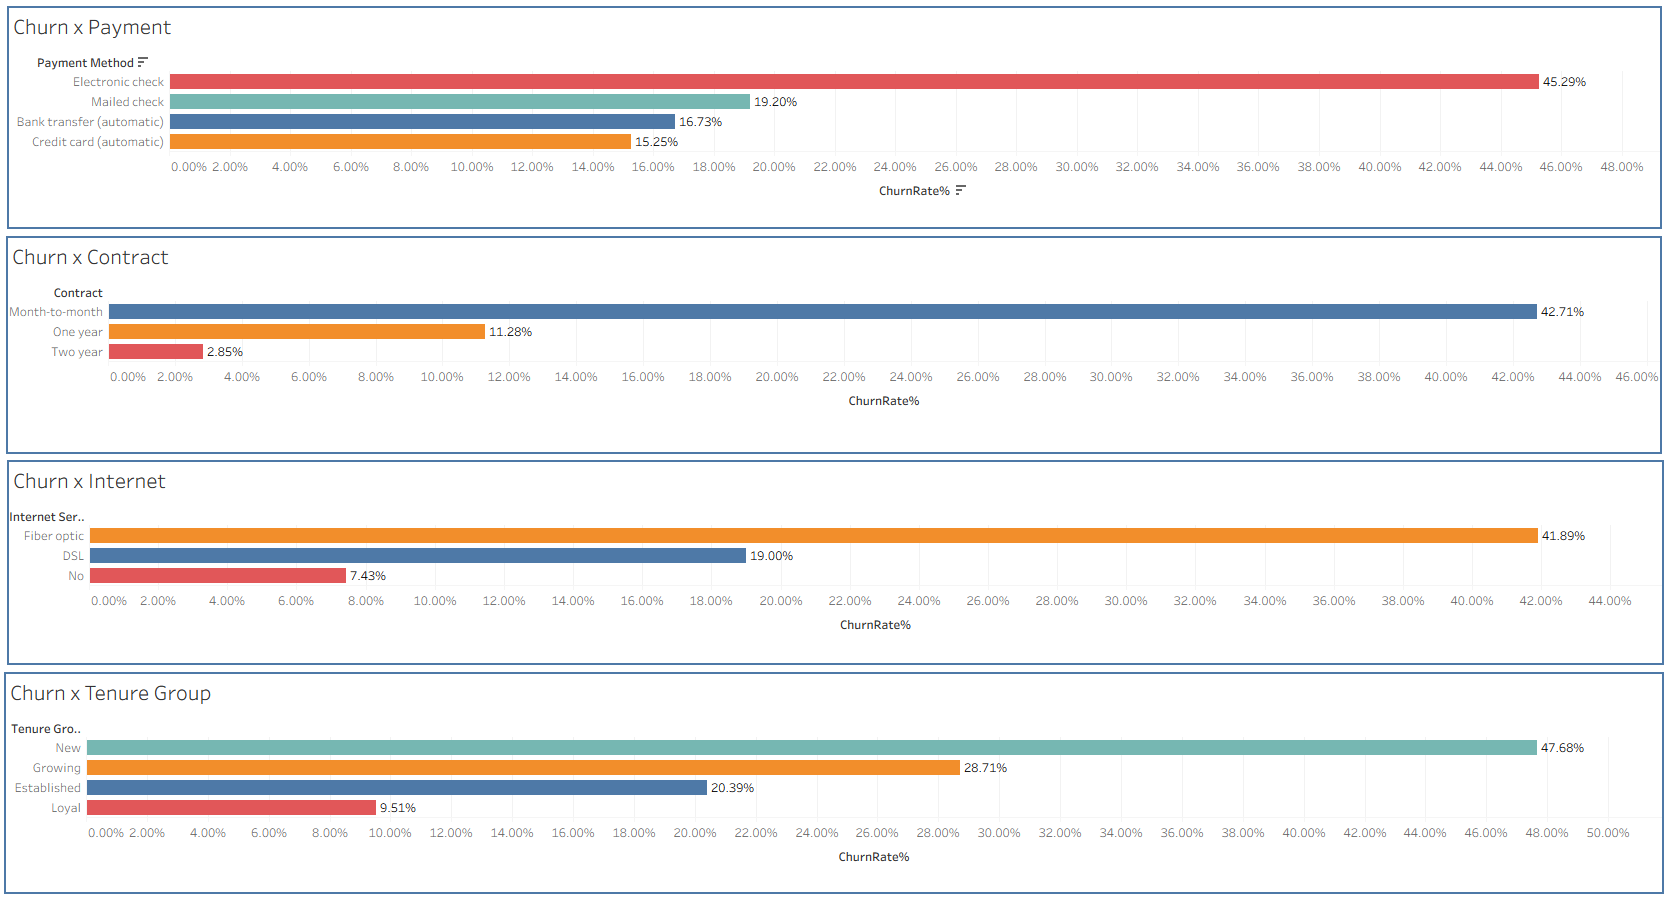 Churn x Payment
Payment Method
Electronic check 45.29%
Mailed check 19.20%
Bank transfer (automatic) 16.73%
Credit card (automatic) 15.25%
0.00% 2.00% 4.00% 6.00% 8.00% 10.00% 12.00% 14.00% 16.00% 18.00% 20.00% 22.00% 24.00% 26.00% 28.00% 30.00% 32.00% 34.00% 36.00% 38.00% 40.00% 42.00% 44.00% 46.00% 48.00%
ChurnRate%
Churn x Contract
Contract
Month-to-month 42.71%
One year 11.28%
Two year 2.85%
0.00% 2.00% 4.00% 6.00% 8.00% 10.00% 12.00% 14.00% 16.00% 18.00% 20.00% 22.00% 24.00% 26.00% 28.00% 30.00% 32.00% 34.00% 36.00% 38.00% 40.00% 42.00% 44.00% 46.00%
ChurnRate%
Churn x Internet
Internet Ser..
Fiber optic 41.89%
DSL 19.00%
No 7.43%
0.00% 2.00% 4.00% 6.00% 8.00% 10.00% 12.00% 14.00% 16.00% 18.00% 20.00% 22.00% 24.00% 26.00% 28.00% 30.00% 32.00% 34.00% 36.00% 38.00% 40.00% 42.00% 44.00%
ChurnRate%
Churn x Tenure Group
Tenure Gro..
New 47.68%
Growing 28.71%
Established 20.39%
Loyal 9.51%
0.00% 2.00% 4.00% 6.00% 8.00% 10.00% 12.00% 14.00% 16.00% 18.00% 20.00% 22.00% 24.00% 26.00% 28.00% 30.00% 32.00% 34.00% 36.00% 38.00% 40.00% 42.00% 44.00% 46.00% 48.00% 50.00%
ChurnRate%